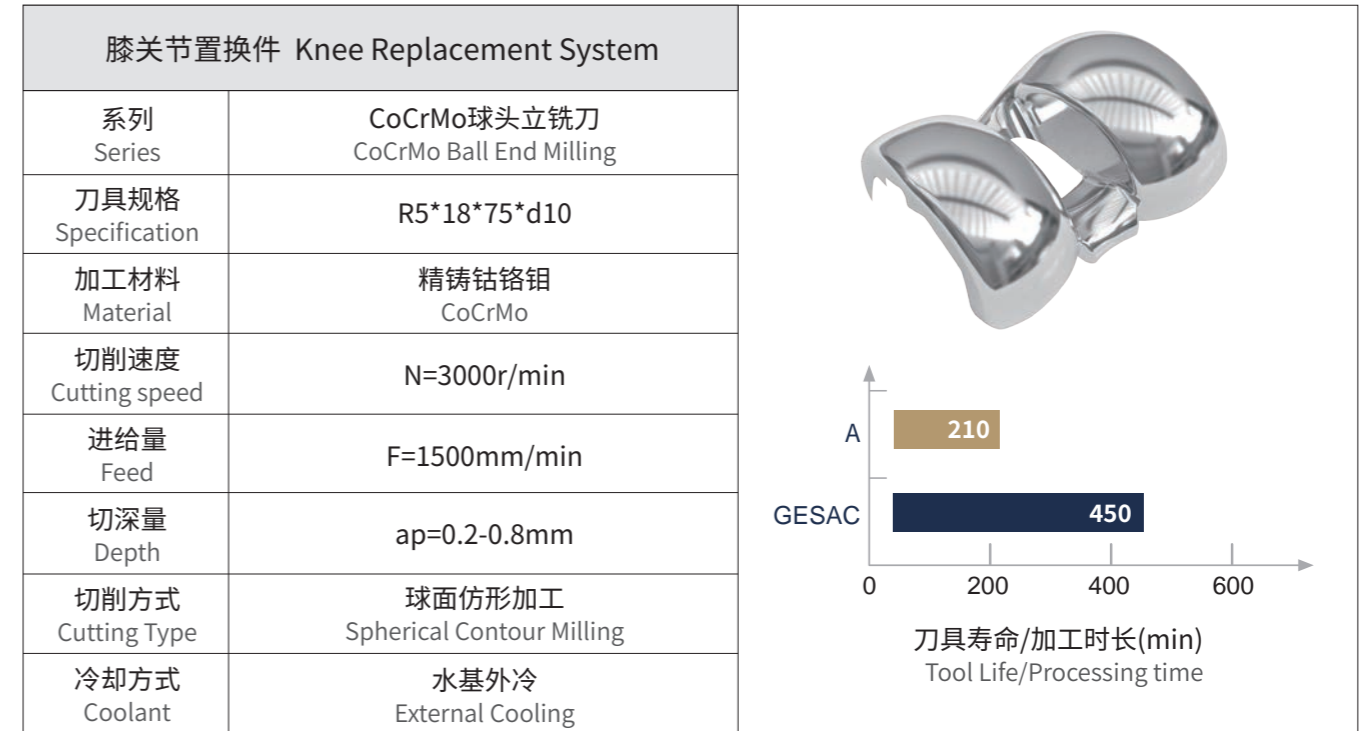 膝关节置换件 Knee Replacement System
系列
Series
CoCrMo球头立铣刀
CoCrMo Ball End Milling
刀具规格
Specification
R5*18*75*d10
加工材料
Material
精铸钴铬钼
CoCrMo
切削速度
Cutting speed
N=3000r/min
进给量
Feed
F=1500mm/min
切深量
Depth
ap=0.2-0.8mm
切削方式
Cutting Type
球面仿形加工
Spherical Contour Milling
冷却方式
Coolant
水基外冷
External Cooling
A
210
GESAC
450
0 200 400 600
刀具寿命/加工时长(min)
Tool Life/Processing time